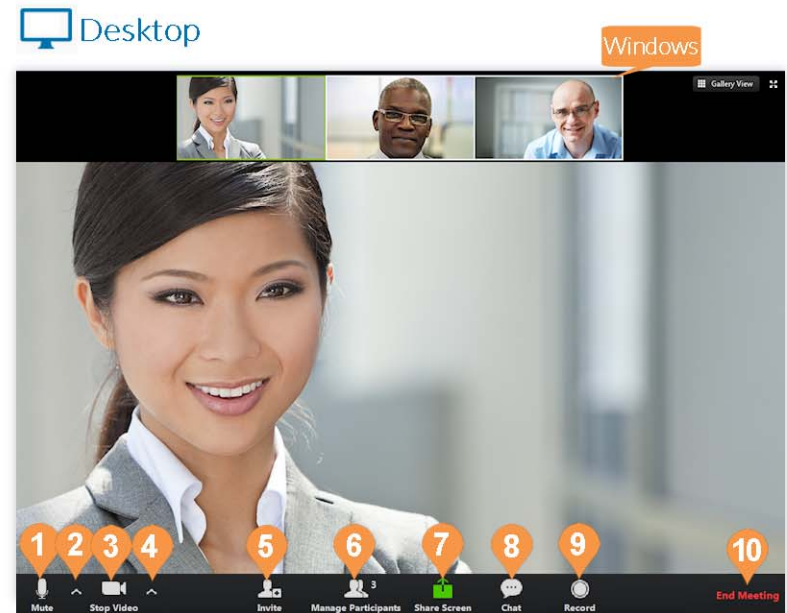 Desktop
Windows
Gallery View
1 2 3 4 5 6 7 8 9 10
3
Mute Stop Video Invite Manage Participants Share Screen Chat Record End Meeting